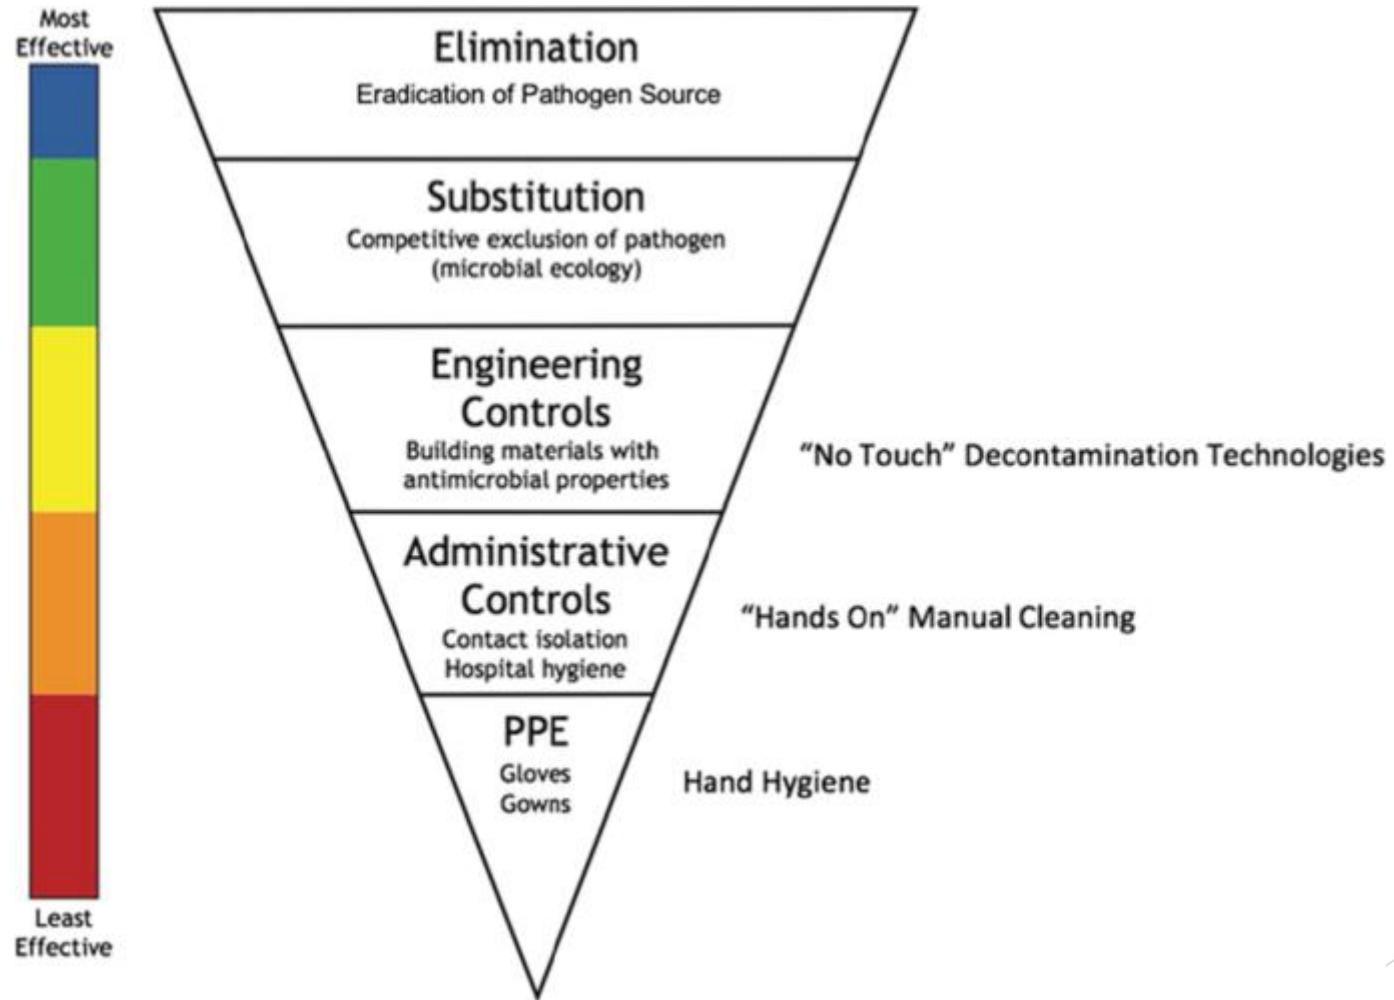 Most
Effective
Elimination
Eradication of Pathogen Source
Substitution
Competitive exclusion of pathogen
(microbial ecology)
Engineering
Controls
Building materials with
antimicrobial properties
“No Touch” Decontamination Technologies
Administrative
Controls
Contact isolation
Hospital hygiene
“Hands On” Manual Cleaning
PPE
Gloves
Gowns
Hand Hygiene
Least
Effective